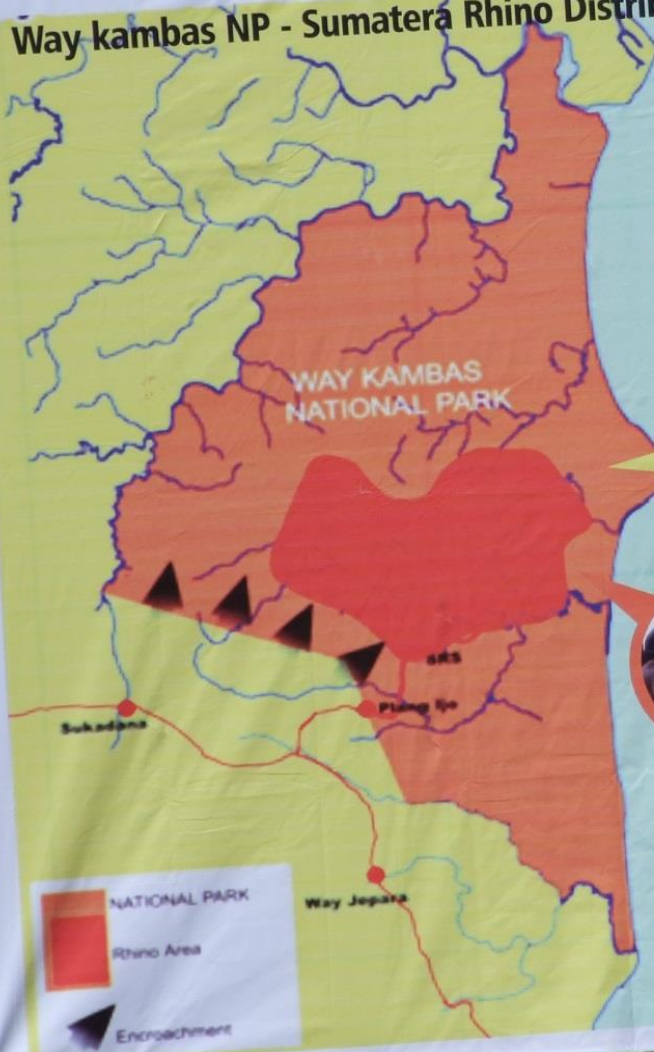 Way kambas NP - Sumatera Rhino
WAY KAMBAS
NATIONAL PARK
SRS
Sukadana
Plang Ijo
Way Jepara
NATIONAL PARK
Rhino Area
Encroachment